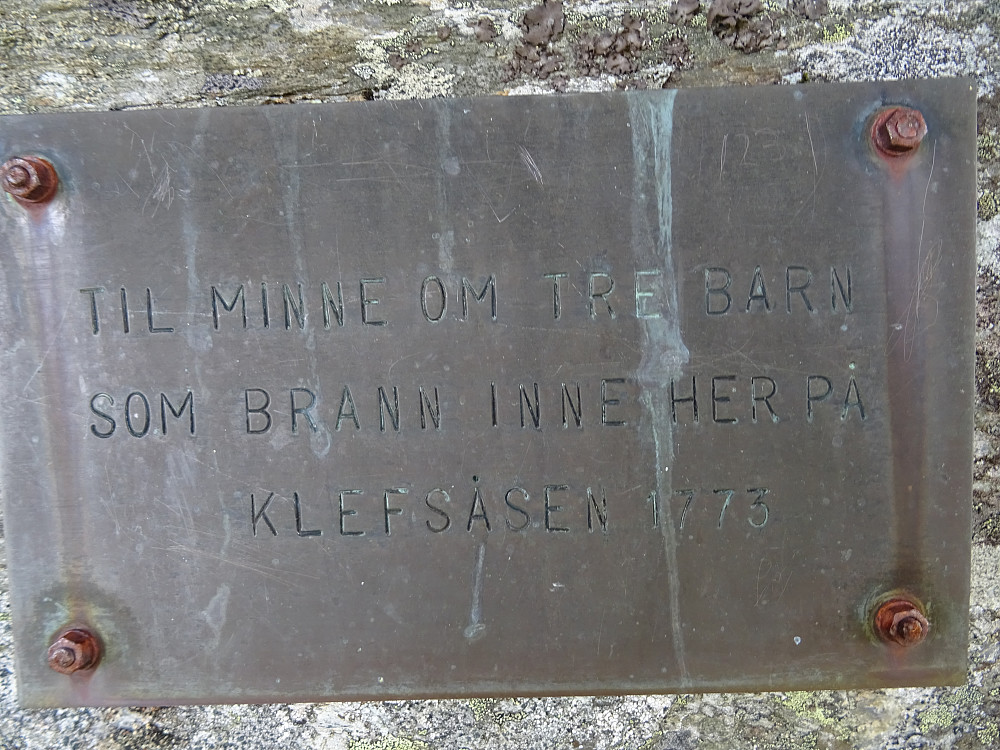 TIL MINNE OM TRE BARN
SOM BRANN INNE HER PÅ
KLEFSÅSEN 1773